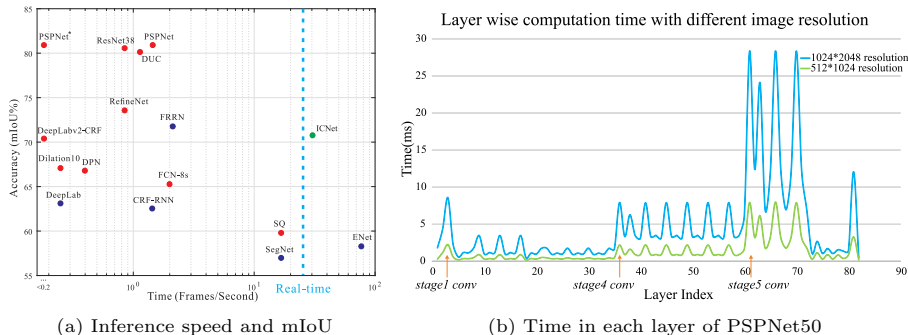 85
80
75
70
65
60
55
Accuracy (mIoU%)
PSPNet*
ResNet38
PSPNet
DUC
RefineNet
FRRN
ICNet
DeepLabv2-CRF
Dilation10
DPN
FCN-8s
DeepLab
CRF-RNN
SQ
SegNet
ENet
-0.2
10^0
10^1
10^2
Time (Frames/Second)
Real-time
(a) Inference speed and mIoU
Layer wise computation time with different image resolution
1024*2048 resolution
512*1024 resolution
30
25
20
15
10
5
0
Time(ms)
0 10 20 30 40 50 60 70 80 90
stage1 conv
stage4 conv
stage5 conv
Layer Index
(b) Time in each layer of PSPNet50